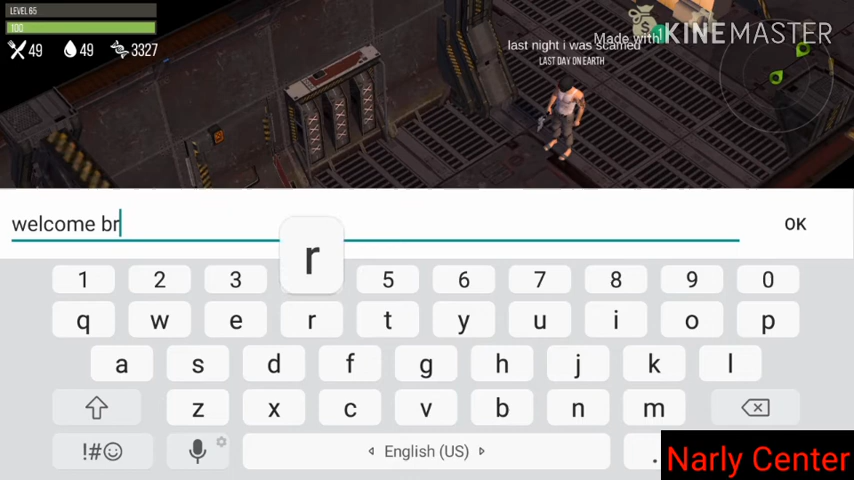 LEVEL 65
100
49 49 3327
last night i was scamed
LAST DAY ON EARTH
Made with KINEMASTER
welcome br
OK
r
1 2 3 5 6 7 8 9 0
q w e r t y u i o p
a s d f g h j k l
z x c v b n m
!#☺ English (US) .
Narly Center